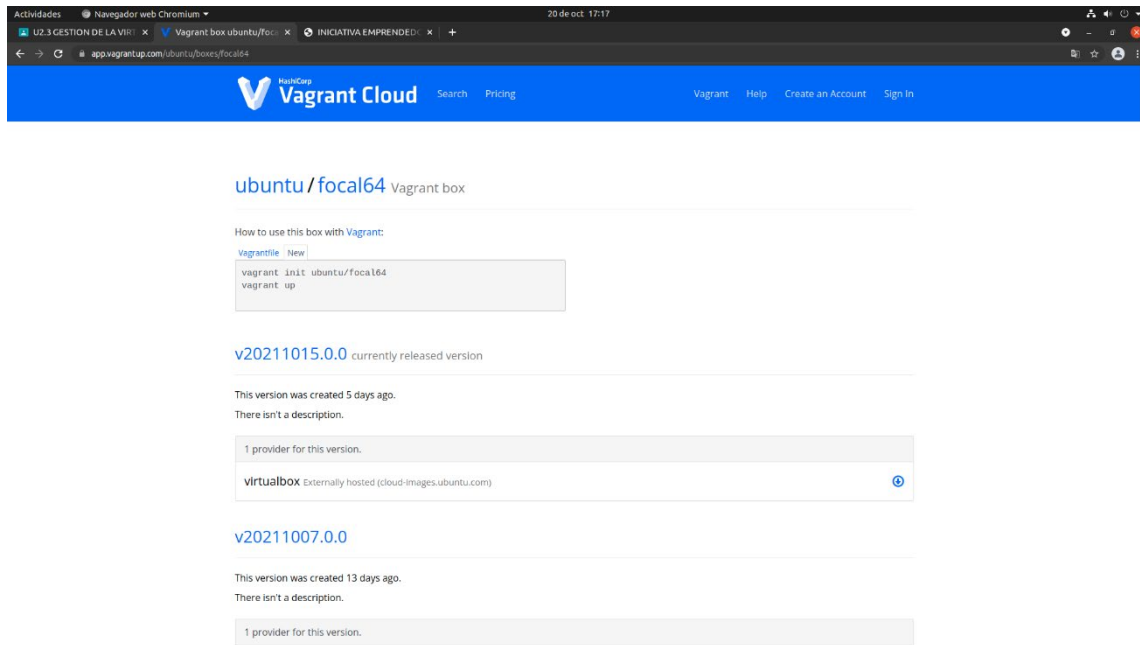 Actividades Navegador web Chromium 20 de oct 17:17
U2.3 GESTION DE LA VIRT Vagrant box ubuntu/foca INICIATIVA EMPRENDEDO
app.vagrantup.com/ubuntu/boxes/focal64
HashiCorp
Vagrant Cloud Search Pricing Vagrant Help Create an Account Sign In
ubuntu/focal64 Vagrant box
How to use this box with Vagrant:
Vagrantfile New
vagrant init ubuntu/focal64
vagrant up
v20211015.0.0 currently released version
This version was created 5 days ago.
There isn't a description.
1 provider for this version.
virtualbox Externally hosted (cloud-images.ubuntu.com)
v20211007.0.0
This version was created 13 days ago.
There isn't a description.
1 provider for this version.